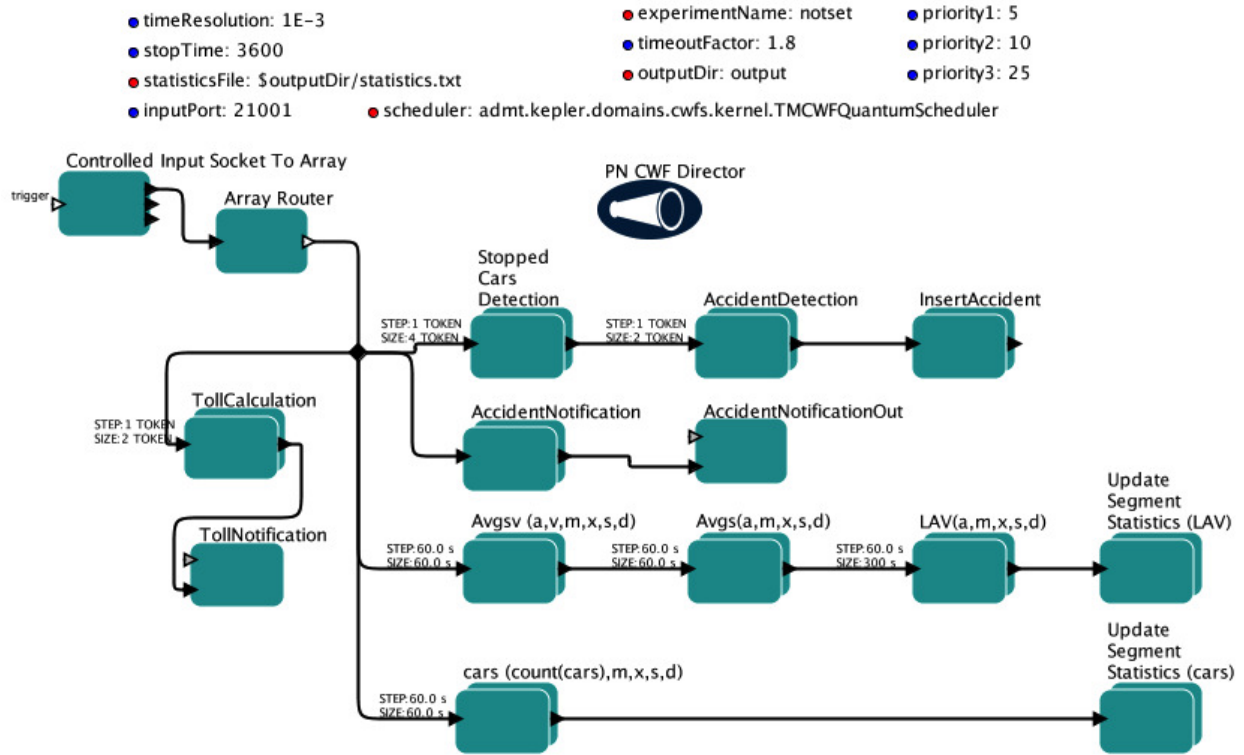 timeResolution: 1E-3
stopTime: 3600
statisticsFile: $outputDir/statistics.txt
inputPort: 21001
experimentName: notset
timeoutFactor: 1.8
outputDir: output
scheduler: admt.kepler.domains.cwfs.kernel.TMCWFQuantumScheduler
priority1: 5
priority2: 10
priority3: 25
Controlled Input Socket To Array
trigger
Array Router
PN CWF Director
Stopped
Cars
Detection
STEP:1 TOKEN
SIZE:4 TOKEN
AccidentDetection
STEP:1 TOKEN
SIZE:2 TOKEN
InsertAccident
TollCalculation
STEP:1 TOKEN
SIZE:2 TOKEN
AccidentNotification
AccidentNotificationOut
TollNotification
Avgsv (a,v,m,x,s,d)
STEP:60.0 s
SIZE:60.0 s
Avgs(a,m,x,s,d)
STEP:60.0 s
SIZE:60.0 s
LAV(a,m,x,s,d)
STEP:60.0 s
SIZE:300 s
Update
Segment
Statistics (LAV)
cars (count(cars),m,x,s,d)
STEP:60.0 s
SIZE:60.0 s
Update
Segment
Statistics (cars)